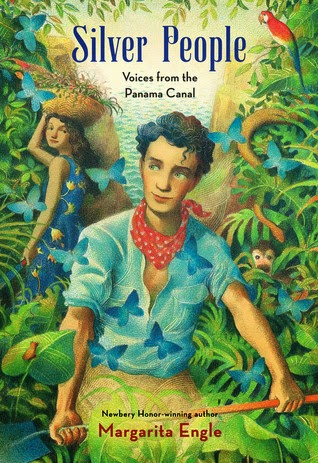 Silver People
Voices from the
Panama Canal
Newbery Honor-winning author
Margarita Engle